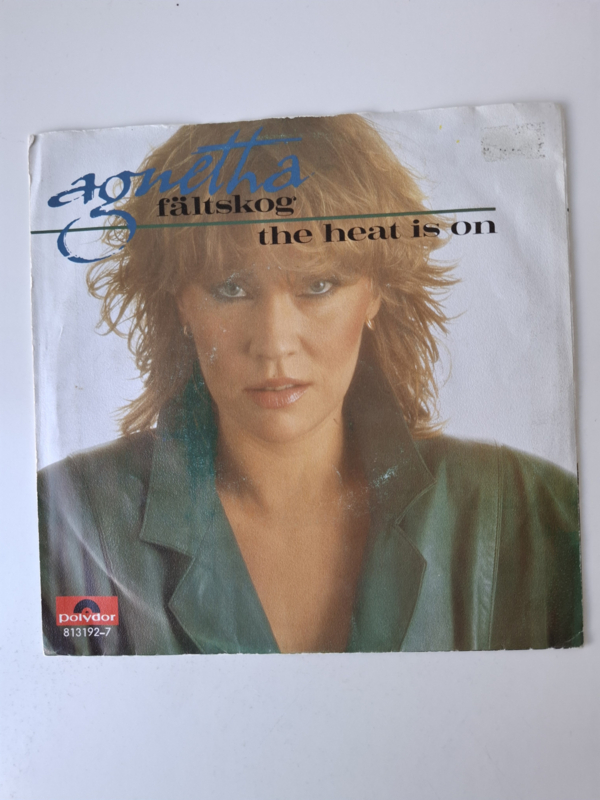 agnetha
fältskog
the heat is on
polydor
813192-7